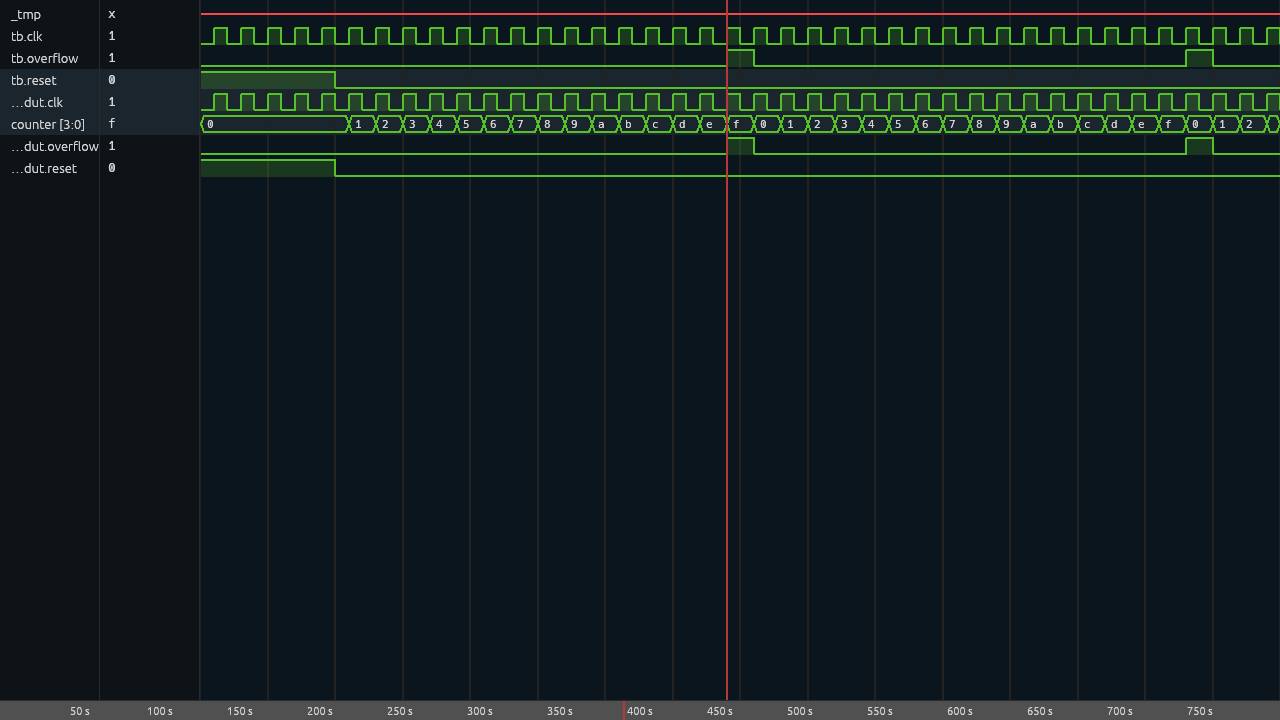 _tmp x
tb.clk 1
tb.overflow 1
tb.reset 0
…dut.clk 1
counter [3:0] f 0 1 2 3 4 5 6 7 8 9 a b c d e f 0 1 2 3 4 5 6 7 8 9 a b c d e f 0 1 2
…dut.overflow 1
…dut.reset 0
50 s 100 s 150 s 200 s 250 s 300 s 350 s 400 s 450 s 500 s 550 s 600 s 650 s 700 s 750 s